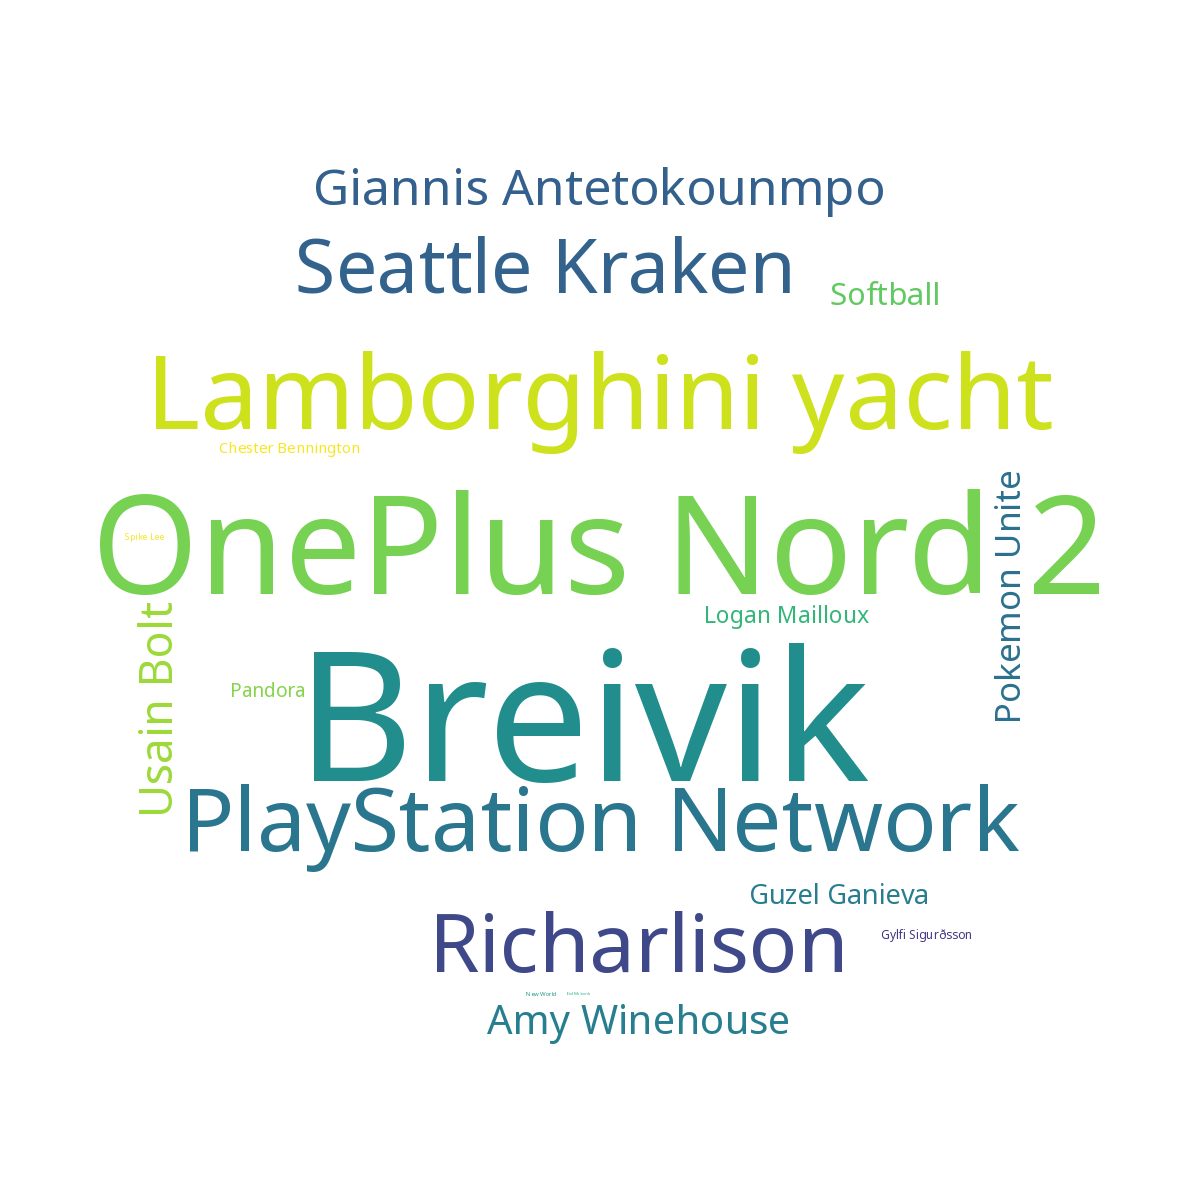 Giannis Antetokounmpo
Seattle Kraken
Softball
Lamborghini yacht
Chester Bennington
OnePlus Nord 2
Spike Lee
Pokemon Unite
Usain Bolt
Logan Mailloux
Breivik
Pandora
PlayStation Network
Guzel Ganieva
Richarlison
Gylfi Sigurðsson
New World
Amy Winehouse